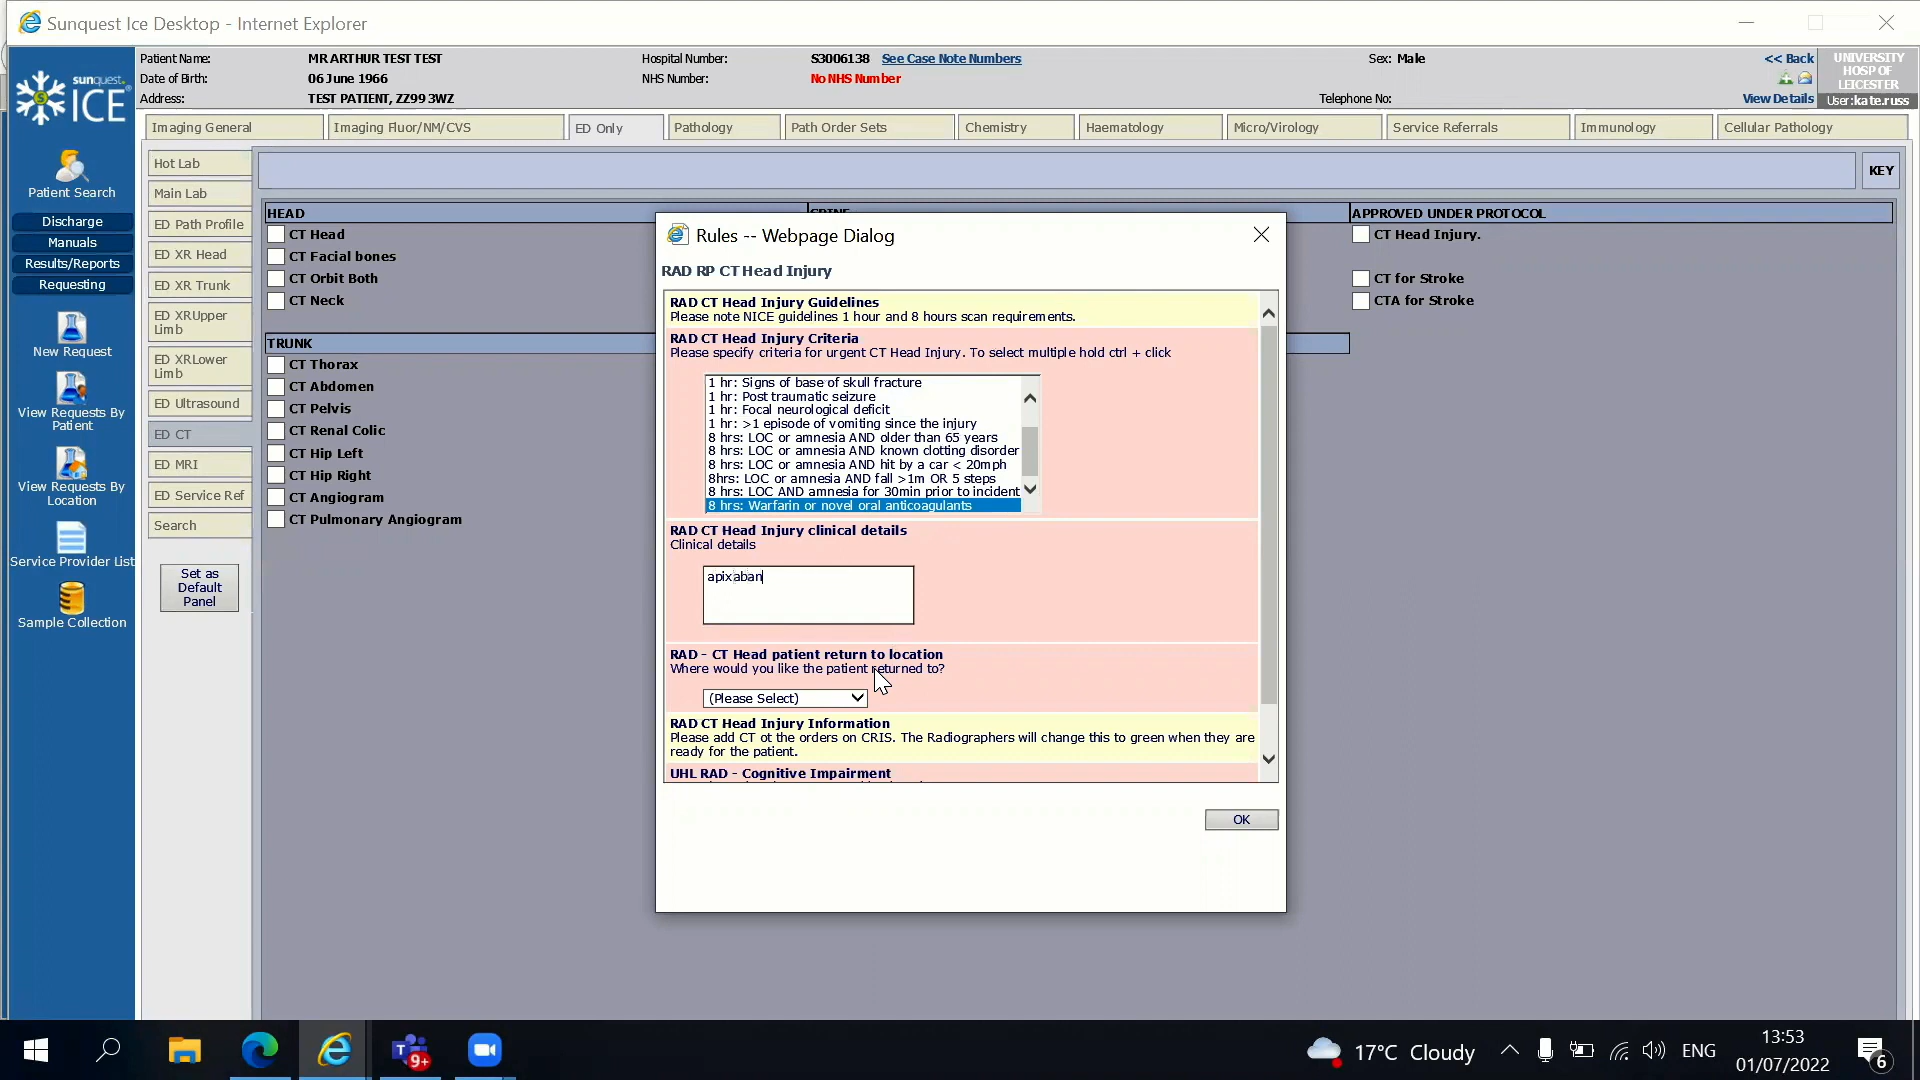 Sunquest Ice Desktop - Internet Explorer
Patient Name: MR ARTHUR TEST TEST Hospital Number: S3006138 See Case Note Numbers Sex: Male << Back
Date of Birth: 06 June 1966 NHS Number: No NHS Number
Address: TEST PATIENT, ZZ99 3WZ Telephone No: View Details
UNIVERSITY
HOSP OF
LEICESTER
User:kate.russ
sunquest
ICE
Patient Search
Discharge
Manuals
Results/Reports
Requesting
New Request
View Requests By
Patient
View Requests By
Location
Service Provider List
Sample Collection
Imaging General Imaging Fluor/NM/CVS ED Only Pathology Path Order Sets Chemistry Haematology Micro/Virology Service Referrals Immunology Cellular Pathology
Hot Lab
Main Lab
ED Path Profile
ED XR Head
ED XR Trunk
ED XRUpper
Limb
ED XRLower
Limb
ED Ultrasound
ED CT
ED MRI
ED Service Ref
Search
Set as
Default
Panel
KEY
HEAD
CT Head
CT Facial bones
CT Orbit Both
CT Neck
TRUNK
CT Thorax
CT Abdomen
CT Pelvis
CT Renal Colic
CT Hip Left
CT Hip Right
CT Angiogram
CT Pulmonary Angiogram
APPROVED UNDER PROTOCOL
CT Head Injury.
CT for Stroke
CTA for Stroke
Rules -- Webpage Dialog
RAD RP CT Head Injury
RAD CT Head Injury Guidelines
Please note NICE guidelines 1 hour and 8 hours scan requirements.
RAD CT Head Injury Criteria
Please specify criteria for urgent CT Head Injury. To select multiple hold ctrl + click
1 hr: Signs of base of skull fracture
1 hr: Post traumatic seizure
1 hr: Focal neurological deficit
1 hr: >1 episode of vomiting since the injury
8 hrs: LOC or amnesia AND older than 65 years
8 hrs: LOC or amnesia AND known clotting disorder
8 hrs: LOC or amnesia AND hit by a car < 20mph
8hrs: LOC or amnesia AND fall >1m OR 5 steps
8 hrs: LOC AND amnesia for 30min prior to incident
8 hrs: Warfarin or novel oral anticoagulants
RAD CT Head Injury clinical details
Clinical details
apixaban
RAD - CT Head patient return to location
Where would you like the patient returned to?
(Please Select)
RAD CT Head Injury Information
Please add CT ot the orders on CRIS. The Radiographers will change this to green when they are
ready for the patient.
UHL RAD - Cognitive Impairment
OK
9+
17°C Cloudy
ENG
13:53
01/07/2022
6